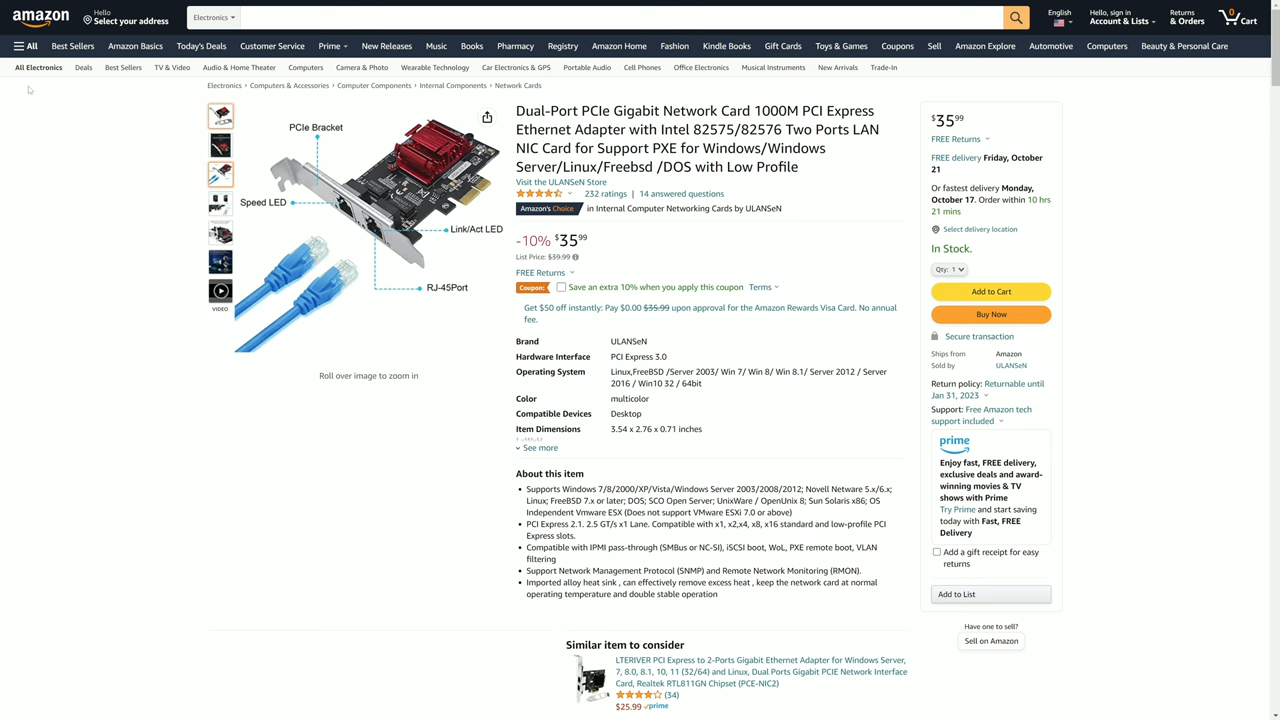 amazon
Hello
Select your address
Electronics
English
Hello, sign in
Account & Lists
Returns
& Orders
0
Cart
All
Best Sellers
Amazon Basics
Today's Deals
Customer Service
Prime
New Releases
Music
Books
Pharmacy
Registry
Amazon Home
Fashion
Kindle Books
Gift Cards
Toys & Games
Coupons
Sell
Amazon Explore
Automotive
Computers
Beauty & Personal Care
All Electronics
Deals
Best Sellers
TV & Video
Audio & Home Theater
Computers
Camera & Photo
Wearable Technology
Car Electronics & GPS
Portable Audio
Cell Phones
Office Electronics
Musical Instruments
New Arrivals
Trade-In
Electronics › Computers & Accessories › Computer Components › Internal Components › Network Cards
PCIe Bracket
Speed LED
Link/Act LED
RJ-45Port
VIDEO
Roll over image to zoom in
Dual-Port PCIe Gigabit Network Card 1000M PCI Express
Ethernet Adapter with Intel 82575/82576 Two Ports LAN
NIC Card for Support PXE for Windows/Windows
Server/Linux/Freebsd /DOS with Low Profile
Visit the ULANSeN Store
232 ratings | 14 answered questions
Amazon's Choice in Internal Computer Networking Cards by ULANSeN
-10% $35 99
List Price: $39.99
FREE Returns
Coupon: Save an extra 10% when you apply this coupon Terms
Get $50 off instantly: Pay $0.00 $35.99 upon approval for the Amazon Rewards Visa Card. No annual
fee.
Brand ULANSeN
Hardware Interface PCI Express 3.0
Operating System Linux,FreeBSD /Server 2003/ Win 7/ Win 8/ Win 8.1/ Server 2012 / Server
2016 / Win10 32 / 64bit
Color multicolor
Compatible Devices Desktop
Item Dimensions 3.54 x 2.76 x 0.71 inches
See more
About this item
• Supports Windows 7/8/2000/XP/Vista/Windows Server 2003/2008/2012; Novell Netware 5.x/6.x;
Linux; FreeBSD 7.x or later; DOS; SCO Open Server; UnixWare / OpenUnix 8; Sun Solaris x86; OS
Independent Vmware ESX (Does not support VMware ESXi 7.0 or above)
• PCI Express 2.1. 2.5 GT/s x1 Lane. Compatible with x1, x2,x4, x8, x16 standard and low-profile PCI
Express slots.
• Compatible with IPMI pass-through (SMBus or NC-SI), iSCSI boot, WoL, PXE remote boot, VLAN
filtering
• Support Network Management Protocol (SNMP) and Remote Network Monitoring (RMON).
• Imported alloy heat sink , can effectively remove excess heat , keep the network card at normal
operating temperature and double stable operation
Similar item to consider
LTERIVER PCI Express to 2-Ports Gigabit Ethernet Adapter for Windows Server,
7, 8.0, 8.1, 10, 11 (32/64) and Linux, Dual Ports Gigabit PCIE Network Interface
Card, Realtek RTL811GN Chipset (PCE-NIC2)
(34)
$25.99 prime
$35 99
FREE Returns
FREE delivery Friday, October
21
Or fastest delivery Monday,
October 17. Order within 10 hrs
21 mins
Select delivery location
In Stock.
Qty: 1
Add to Cart
Buy Now
Secure transaction
Ships from Amazon
Sold by ULANSeN
Return policy: Returnable until
Jan 31, 2023
Support: Free Amazon tech
support included
prime
Enjoy fast, FREE delivery,
exclusive deals and award-
winning movies & TV
shows with Prime
Try Prime and start saving
today with Fast, FREE
Delivery
Add a gift receipt for easy
returns
Add to List
Have one to sell?
Sell on Amazon